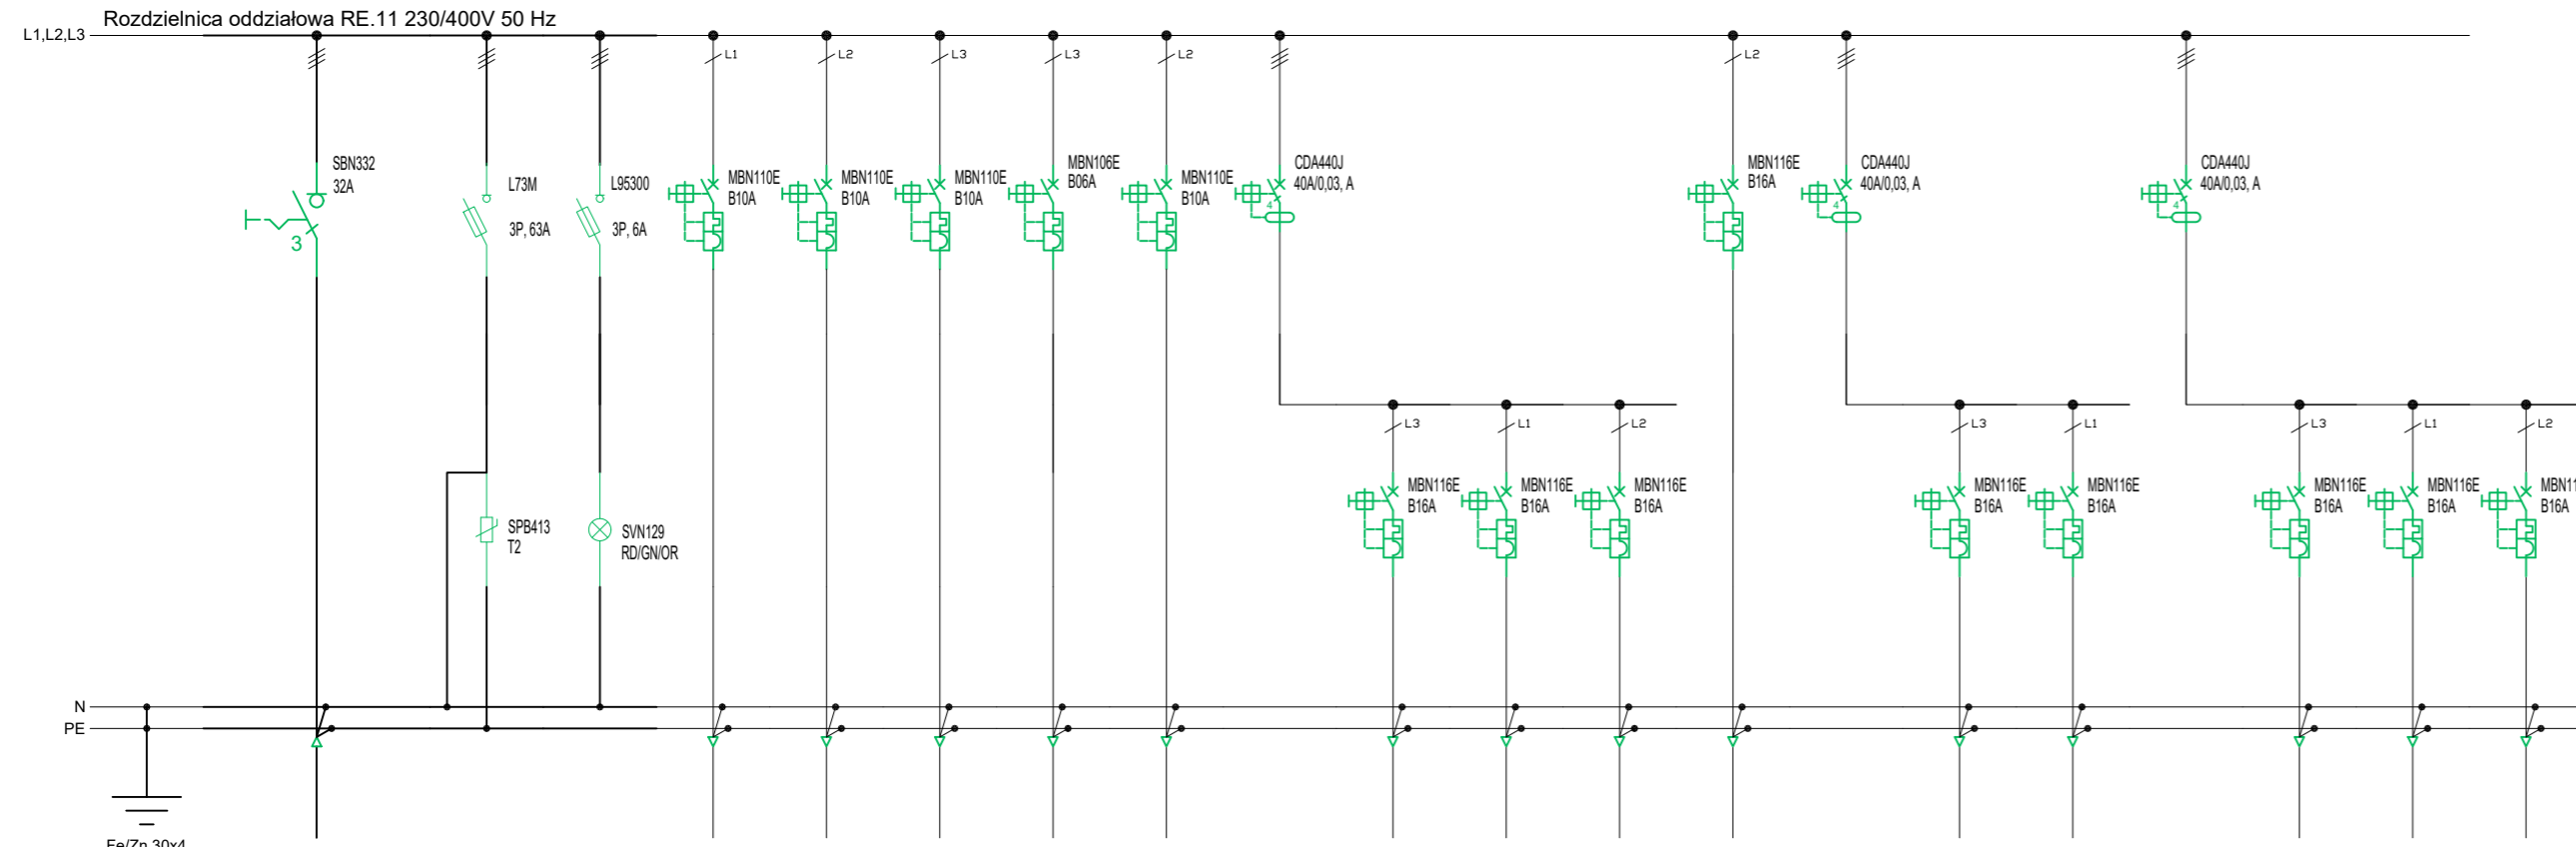 Rozdzielnica oddziałowa RE.11 230/400V 50 Hz
L1,L2,L3
L1
L2
L3
L3
L2
L2
SBN332
32A
3
L73M
3P, 63A
L95300
3P, 6A
MBN110E
B10A
MBN110E
B10A
MBN110E
B10A
MBN106E
B06A
MBN110E
B10A
CDA440J
40A/0,03, A
4
MBN116E
B16A
CDA440J
40A/0,03, A
4
CDA440J
40A/0,03, A
4
L3
L1
L2
L3
L1
L3
L1
L2
MBN116E
B16A
MBN116E
B16A
MBN116E
B16A
MBN116E
B16A
MBN116E
B16A
MBN116E
B16A
MBN116E
B16A
MBN11
B16A
SPB413
T2
SVN129
RD/GN/OR
N
PE
Fe/Zn 30x4